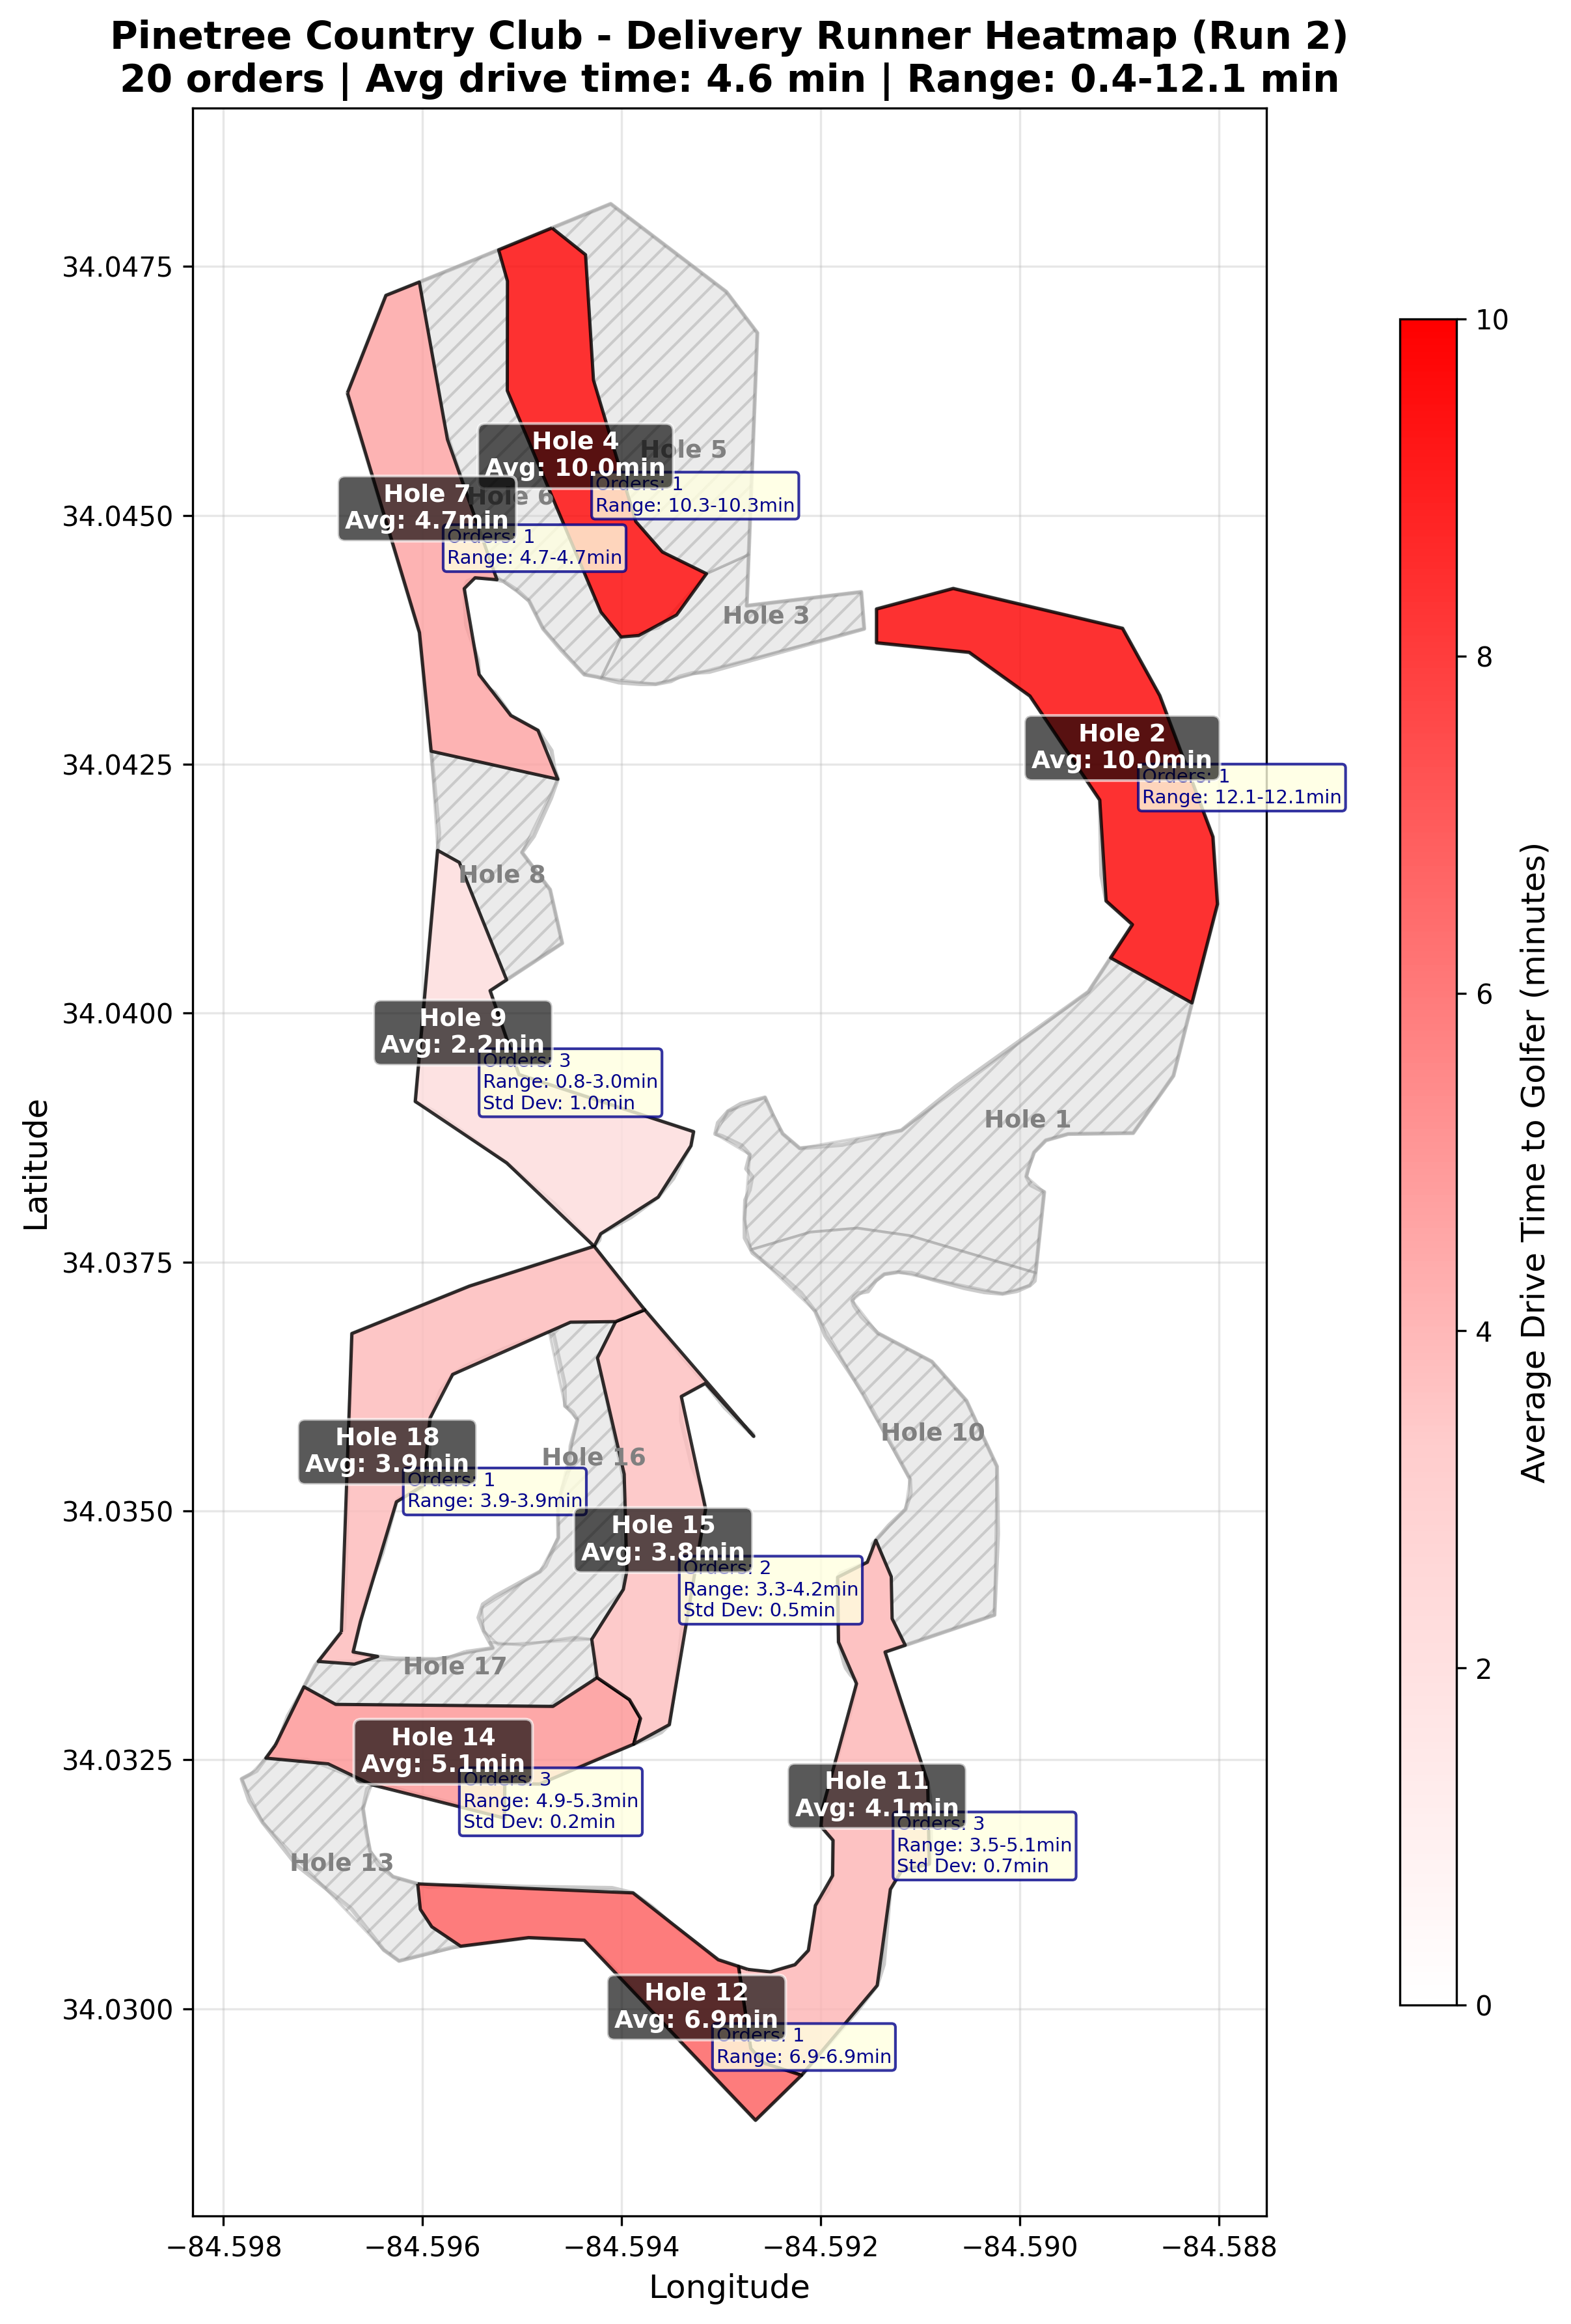 Pinetree Country Club - Delivery Runner Heatmap (Run 2)
20 orders | Avg drive time: 4.6 min | Range: 0.4-12.1 min
Latitude
34.0475
34.0450
34.0425
34.0400
34.0375
34.0350
34.0325
34.0300
Hole 4
Avg: 10.0min
Hole 5
Orders: 1
Range: 10.3-10.3min
Hole 7
Avg: 4.7min
Hole 6
Orders: 1
Range: 4.7-4.7min
Hole 3
Hole 2
Avg: 10.0min
Orders: 1
Range: 12.1-12.1min
Hole 8
Hole 9
Avg: 2.2min
Orders: 3
Range: 0.8-3.0min
Std Dev: 1.0min
Hole 1
Hole 10
Hole 18
Avg: 3.9min
Orders: 1
Range: 3.9-3.9min
Hole 16
Hole 15
Avg: 3.8min
Orders: 2
Range: 3.3-4.2min
Std Dev: 0.5min
Hole 17
Hole 14
Avg: 5.1min
Orders: 3
Range: 4.9-5.3min
Std Dev: 0.2min
Hole 11
Avg: 4.1min
Orders: 3
Range: 3.5-5.1min
Std Dev: 0.7min
Hole 13
Hole 12
Avg: 6.9min
Orders: 1
Range: 6.9-6.9min
−84.598
−84.596
−84.594
−84.592
−84.590
−84.588
Longitude
10
8
6
4
2
0
Average Drive Time to Golfer (minutes)